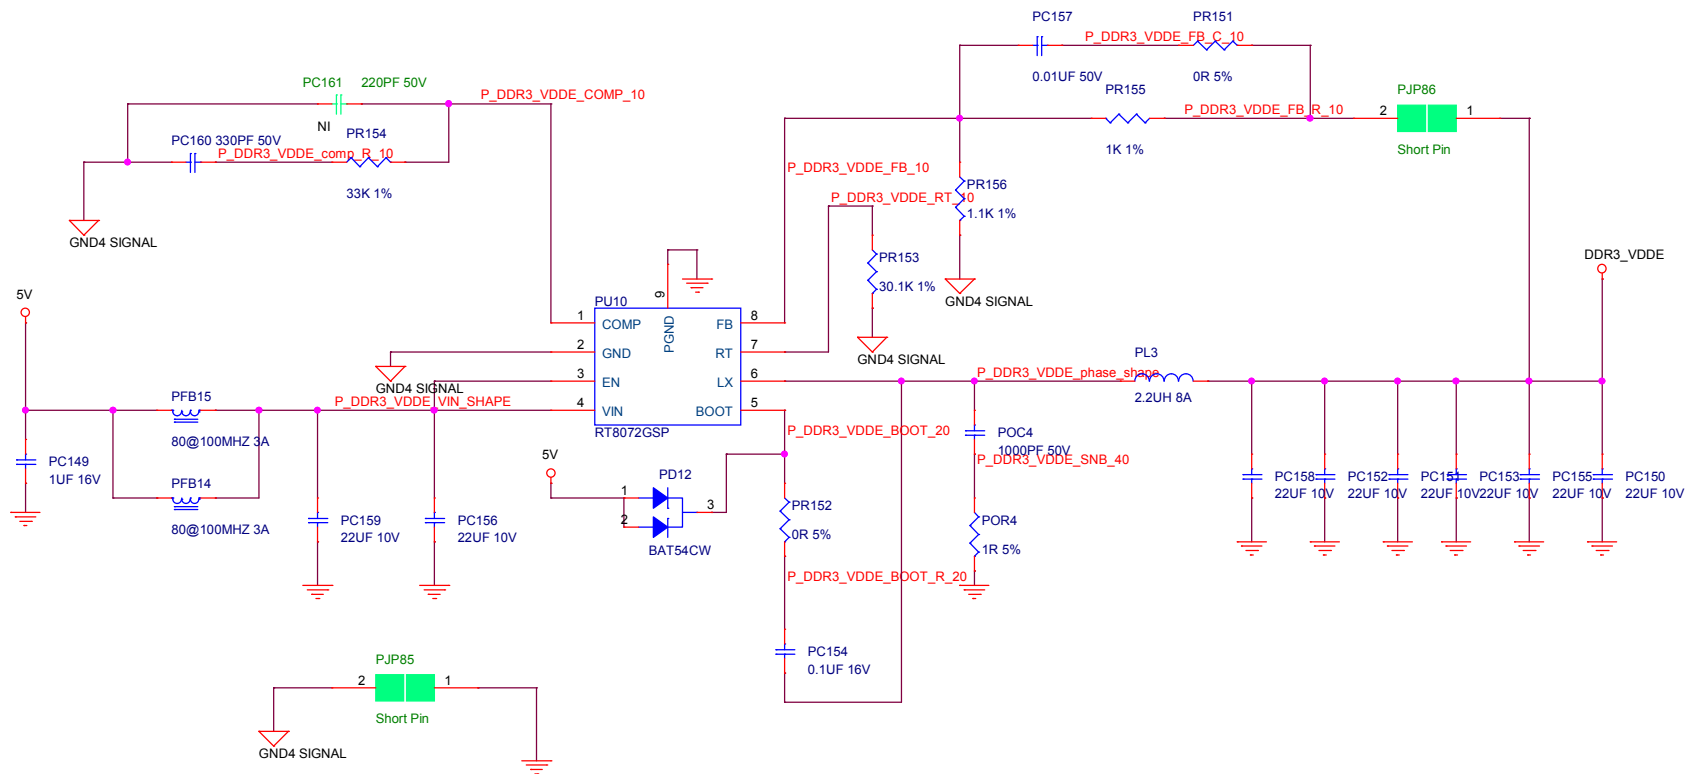 PC157
PR151
P_DDR3_VDDE_FB_C_10
0.01UF 50V
0R 5%
PC161 220PF 50V
NI
P_DDR3_VDDE_COMP_10
PR155
P_DDR3_VDDE_FB_R_10
1K 1%
PJP86
2 1
Short Pin
PC160 330PF 50V
PR154
P_DDR3_VDDE_comp_R_10
33K 1%
GND4 SIGNAL
P_DDR3_VDDE_FB_10
P_DDR3_VDDE_RT_10
PR156
1.1K 1%
GND4 SIGNAL
PR153
30.1K 1%
GND4 SIGNAL
DDR3_VDDE
5V
PU10
9
PGND
1 COMP
2 GND
3 EN
4 VIN
FB 8
RT 7
LX 6
BOOT 5
RT8072GSP
GND4 SIGNAL
P_DDR3_VDDE_VIN_SHAPE
PFB15
80@100MHZ 3A
PFB14
80@100MHZ 3A
PC149
1UF 16V
PC159
22UF 10V
PC156
22UF 10V
P_DDR3_VDDE_phase_shape
PL3
2.2UH 8A
P_DDR3_VDDE_BOOT_20
POC4
1000PF 50V
P_DDR3_VDDE_SNB_40
POR4
1R 5%
5V
PD12
1
2
3
BAT54CW
PR152
0R 5%
P_DDR3_VDDE_BOOT_R_20
PC154
0.1UF 16V
PC158
22UF 10V
PC152
22UF 10V
PC151
22UF 10V
PC153
22UF 10V
PC155
22UF 10V
PC150
22UF 10V
PJP85
2 1
Short Pin
GND4 SIGNAL